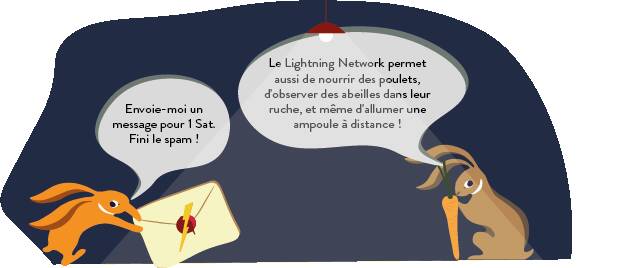 Envoie-moi un
message pour 1 Sat.
Fini le spam !
Le Lightning Network permet
aussi de nourrir des poulets,
d'observer des abeilles dans leur
ruche, et même d'allumer une
ampoule à distance !